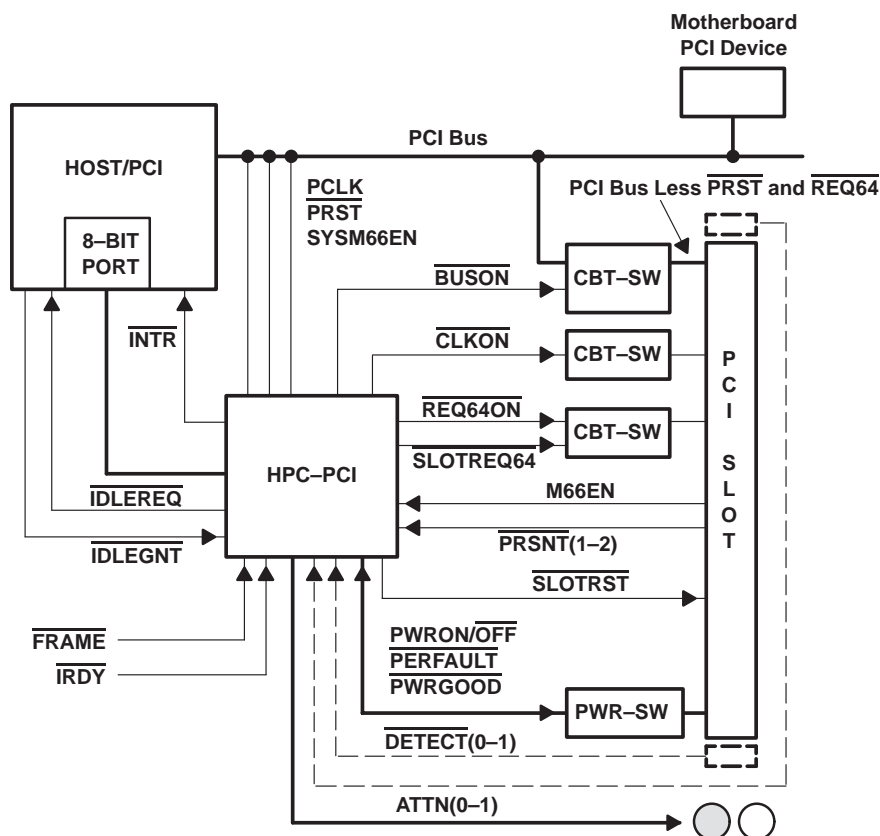 Motherboard
PCI Device
PCI Bus
HOST/PCI
8–BIT
PORT
PCLK
PRST
SYSM66EN
PCI Bus Less PRST and REQ64
CBT–SW
BUSON
INTR
CLKON
CBT–SW
REQ64ON
CBT–SW
SLOTREQ64
HPC–PCI
PCI SLOT
M66EN
IDLEREQ
PRSNT(1–2)
IDLEGNT
SLOTRST
FRAME
IRDY
PWRON/OFF
PERFAULT
PWRGOOD
PWR–SW
DETECT(0–1)
ATTN(0–1)